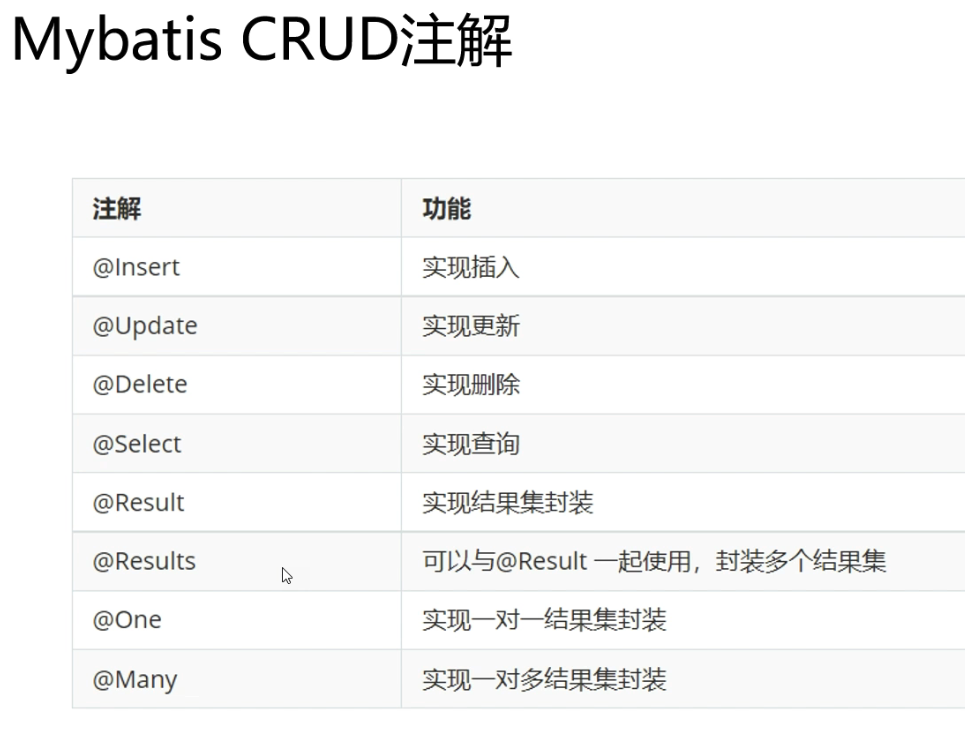 Mybatis CRUD注解
注解 功能
@Insert 实现插入
@Update 实现更新
@Delete 实现删除
@Select 实现查询
@Result 实现结果集封装
@Results 可以与@Result 一起使用，封装多个结果集
@One 实现一对一结果集封装
@Many 实现一对多结果集封装